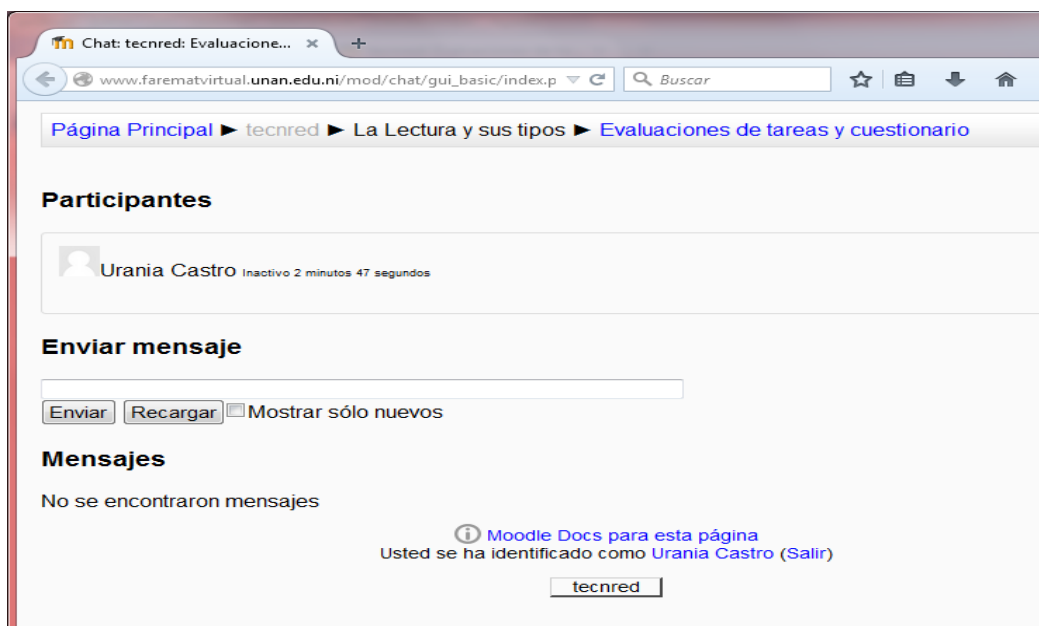 Chat: tecnred: Evaluacione... × +
www.farematvirtual.unan.edu.ni/mod/chat/gui_basic/index.p Buscar
Página Principal ► tecnred ► La Lectura y sus tipos ► Evaluaciones de tareas y cuestionario
Participantes
Urania Castro Inactivo 2 minutos 47 segundos
Enviar mensaje
Enviar Recargar Mostrar sólo nuevos
Mensajes
No se encontraron mensajes
Moodle Docs para esta página
Usted se ha identificado como Urania Castro (Salir)
tecnred